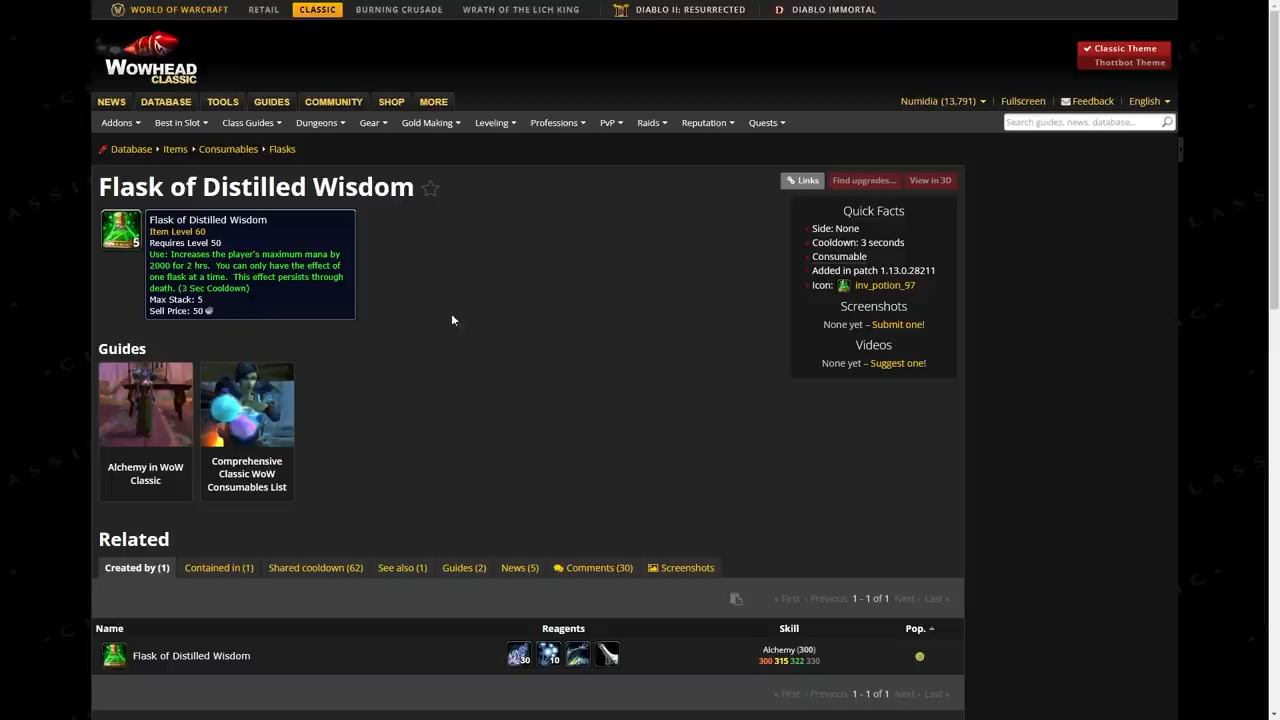 WORLD OF WARCRAFT RETAIL CLASSIC BURNING CRUSADE WRATH OF THE LICH KING DIABLO II: RESURRECTED DIABLO IMMORTAL
WOWHEAD
CLASSIC
Classic Theme
Thottbot Theme
NEWS DATABASE TOOLS GUIDES COMMUNITY SHOP MORE
Numidia (13,791) Fullscreen Feedback English
Addons Best in Slot Class Guides Dungeons Gear Gold Making Leveling Professions PvP Raids Reputation Quests
Search guides, news, database...
Database › Items › Consumables › Flasks
Flask of Distilled Wisdom
Links Find upgrades... View in 3D
5
Flask of Distilled Wisdom
Item Level 60
Requires Level 50
Use: Increases the player's maximum mana by
2000 for 2 hrs. You can only have the effect of
one flask at a time. This effect persists through
death. (3 Sec Cooldown)
Max Stack: 5
Sell Price: 50
Quick Facts
Side: None
Cooldown: 3 seconds
Consumable
Added in patch 1.13.0.28211
Icon: inv_potion_97
Screenshots
None yet – Submit one!
Videos
None yet – Suggest one!
Guides
Alchemy in WoW
Classic
Comprehensive
Classic WoW
Consumables List
Related
Created by (1) Contained in (1) Shared cooldown (62) See also (1) Guides (2) News (5) Comments (30) Screenshots
« First ‹ Previous 1 - 1 of 1 Next › Last »
Name Reagents Skill Pop.
Flask of Distilled Wisdom 30 10 Alchemy (300)
300 315 322 330
« First ‹ Previous 1 - 1 of 1 Next › Last »